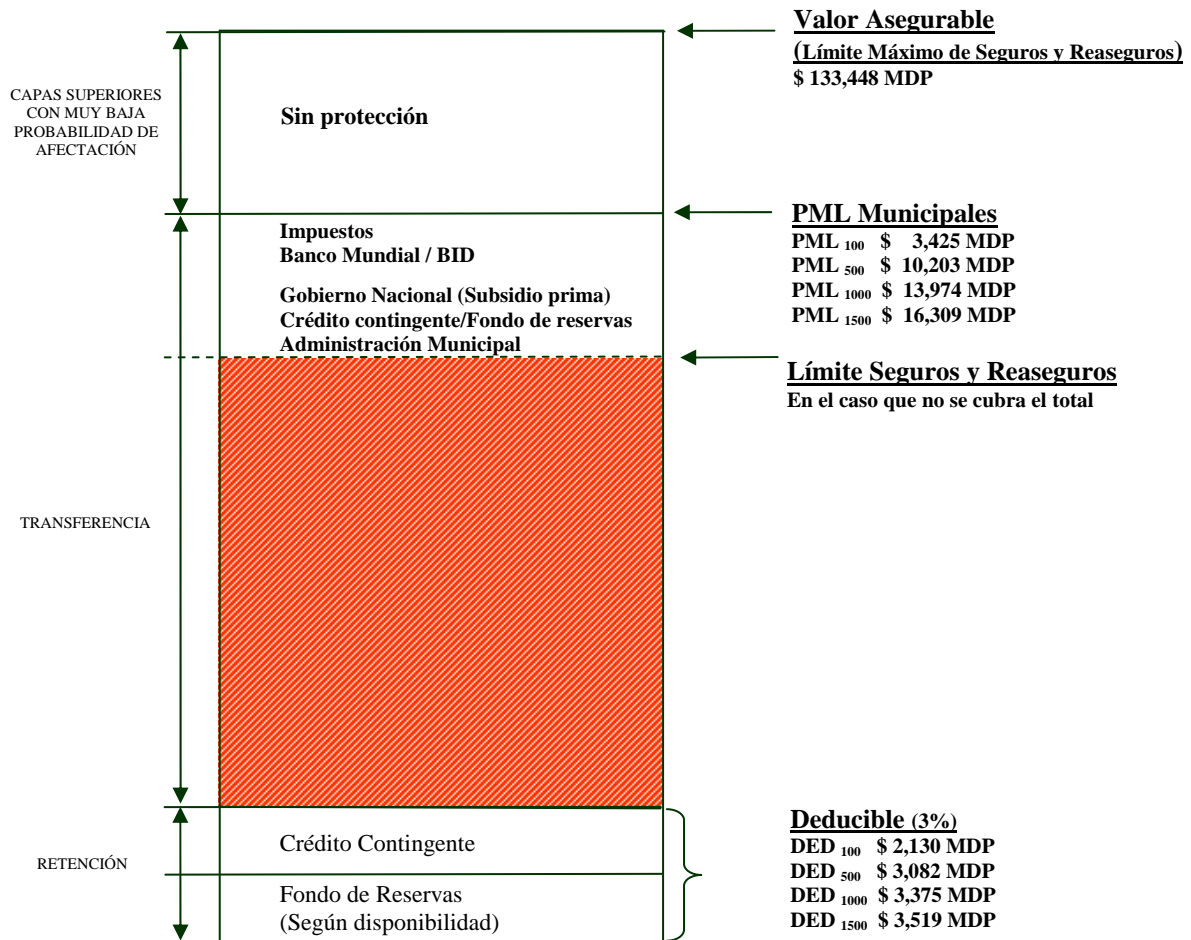 Valor Asegurable
(Límite Máximo de Seguros y Reaseguros)
$ 133,448 MDP
CAPAS SUPERIORES
CON MUY BAJA
PROBABILIDAD DE
AFECTACIÓN
Sin protección
PML Municipales
PML 100 $ 3,425 MDP
PML 500 $ 10,203 MDP
PML 1000 $ 13,974 MDP
PML 1500 $ 16,309 MDP
Impuestos
Banco Mundial / BID
Gobierno Nacional (Subsidio prima)
Crédito contingente/Fondo de reservas
Administración Municipal
Límite Seguros y Reaseguros
En el caso que no se cubra el total
TRANSFERENCIA
RETENCIÓN
Crédito Contingente
Fondo de Reservas
(Según disponibilidad)
Deducible (3%)
DED 100 $ 2,130 MDP
DED 500 $ 3,082 MDP
DED 1000 $ 3,375 MDP
DED 1500 $ 3,519 MDP